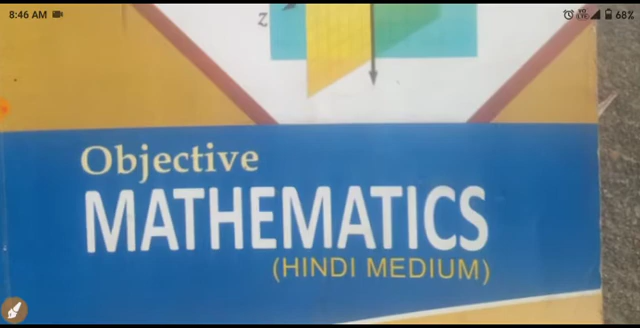 8:46 AM
68%
z
Objective
MATHEMATICS
(HINDI MEDIUM)